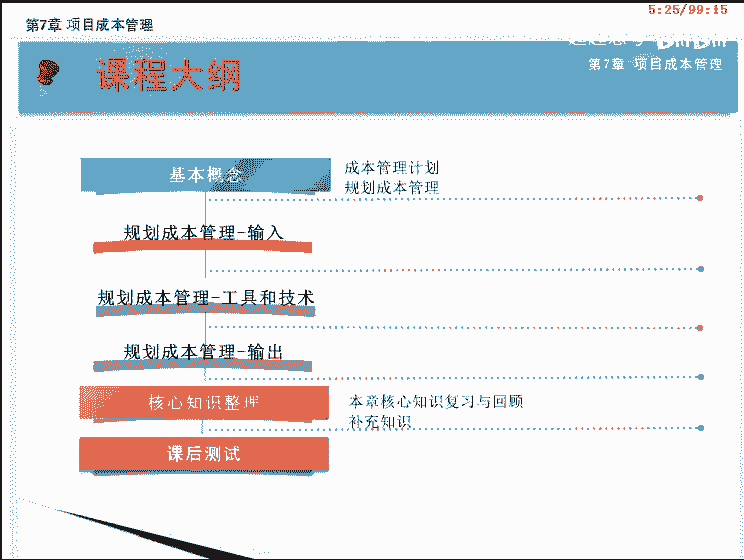 第7章 项目成本管理
5:25/99:15
课程大纲
第7章 项目成本管理
基本概念
成本管理计划
规划成本管理
规划成本管理-输入
规划成本管理-工具和技术
规划成本管理-输出
核心知识整理
本章核心知识复习与回顾
补充知识
课后测试